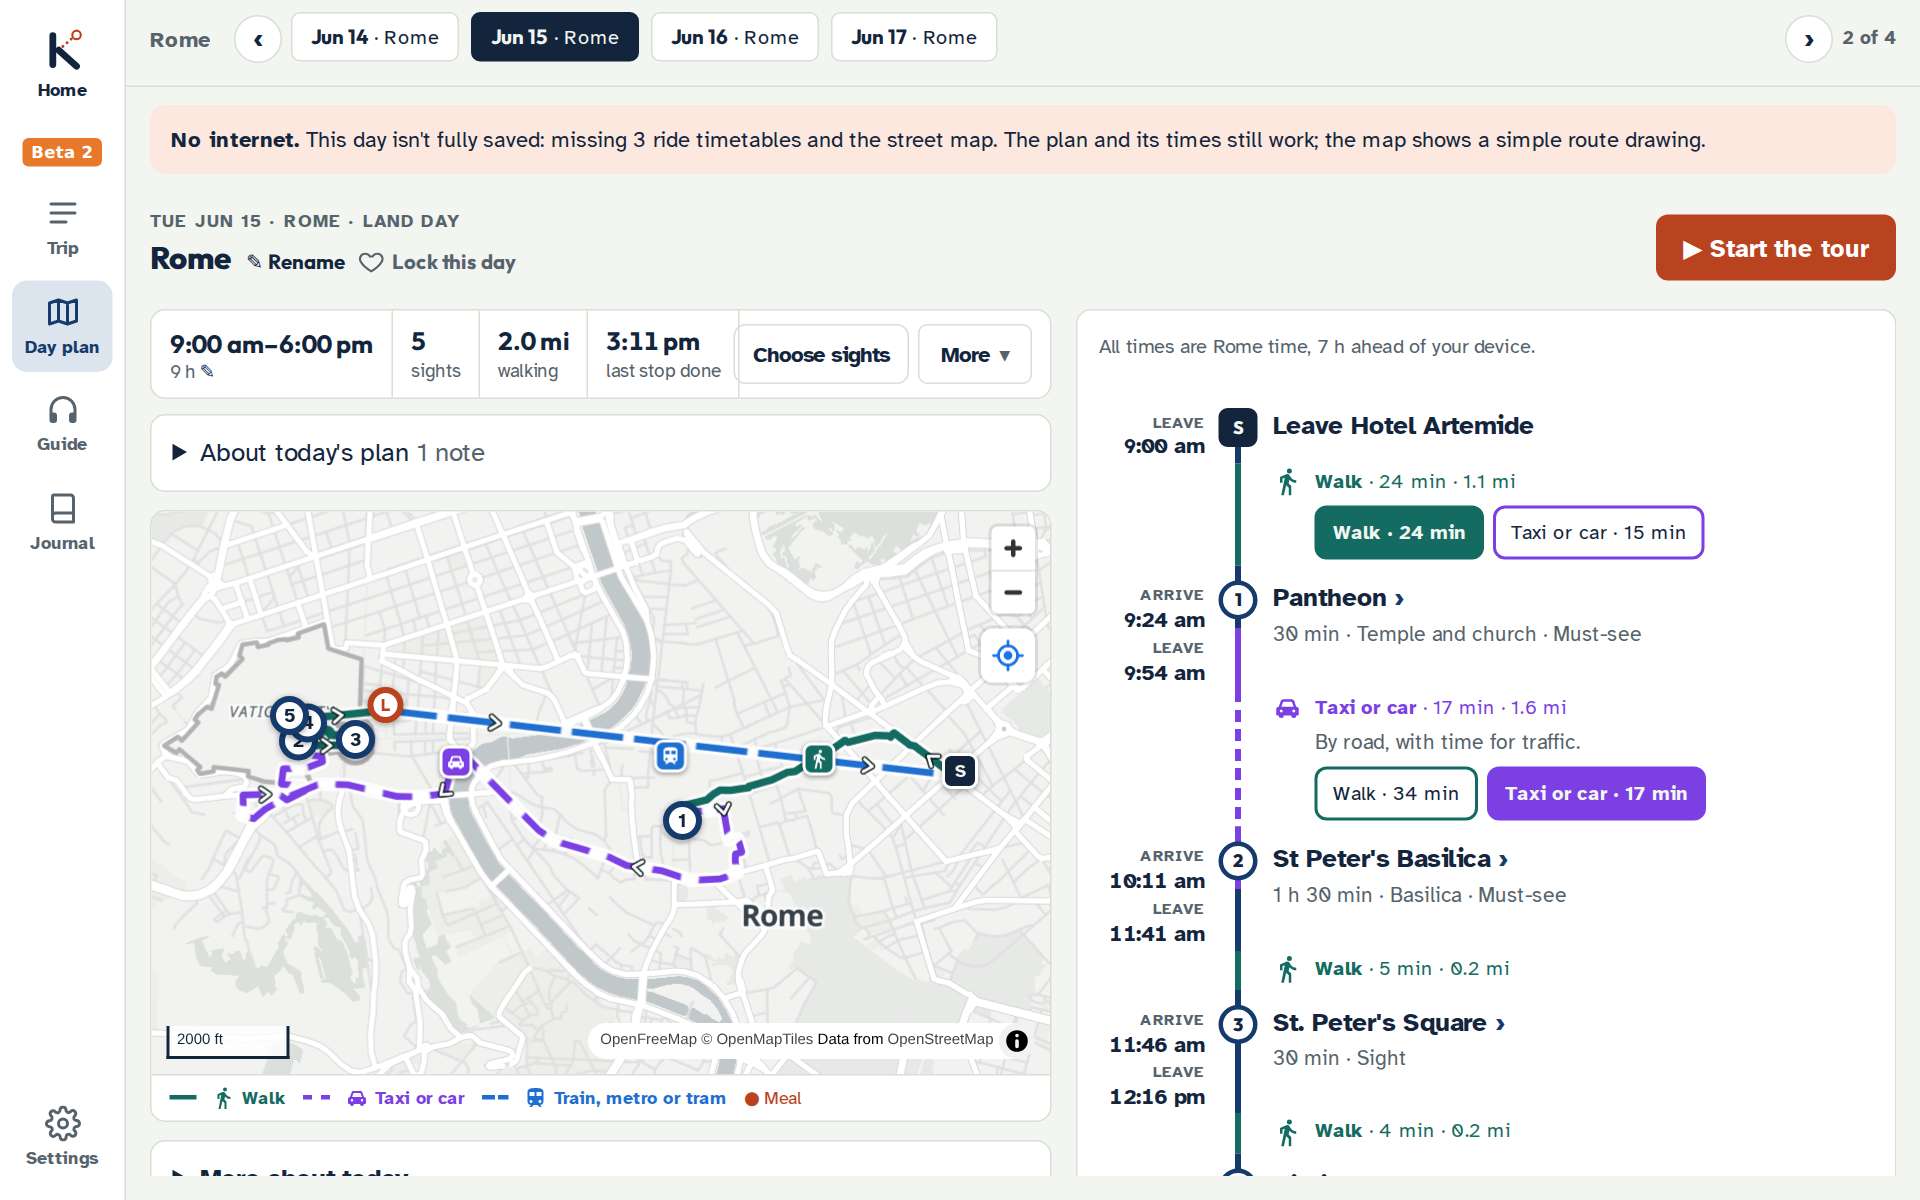 Home
Beta 2
Trip
Day plan
Guide
Journal
Settings
Rome
‹
Jun 14 · Rome
Jun 15 · Rome
Jun 16 · Rome
Jun 17 · Rome
›
2 of 4
No internet. This day isn't fully saved: missing 3 ride timetables and the street map. The plan and its times still work; the map shows a simple route drawing.
TUE JUN 15 · ROME · LAND DAY
Rome ✎ Rename Lock this day
▶ Start the tour
9:00 am–6:00 pm
9 h ✎
5
sights
2.0 mi
walking
3:11 pm
last stop done
Choose sights
More ▼
▶ About today's plan 1 note
5
4
2
3
L
S
1
Rome
2000 ft
OpenFreeMap © OpenMapTiles Data from OpenStreetMap
Walk
Taxi or car
Train, metro or tram
Meal
More about today
All times are Rome time, 7 h ahead of your device.
LEAVE
9:00 am
S
Leave Hotel Artemide
Walk · 24 min · 1.1 mi
Walk · 24 min
Taxi or car · 15 min
ARRIVE
9:24 am
LEAVE
9:54 am
1
Pantheon ›
30 min · Temple and church · Must-see
Taxi or car · 17 min · 1.6 mi
By road, with time for traffic.
Walk · 34 min
Taxi or car · 17 min
ARRIVE
10:11 am
LEAVE
11:41 am
2
St Peter's Basilica ›
1 h 30 min · Basilica · Must-see
Walk · 5 min · 0.2 mi
ARRIVE
11:46 am
LEAVE
12:16 pm
3
St. Peter's Square ›
30 min · Sight
Walk · 4 min · 0.2 mi